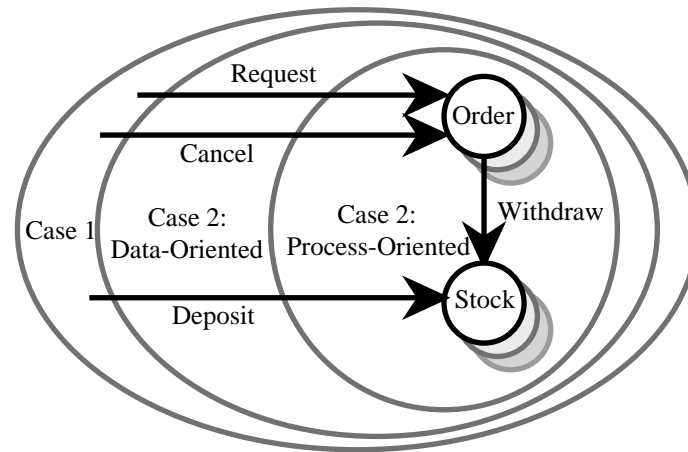 Request
Order
Cancel
Case 1
Case 2:
Data-Oriented
Case 2:
Process-Oriented
Withdraw
Deposit
Stock